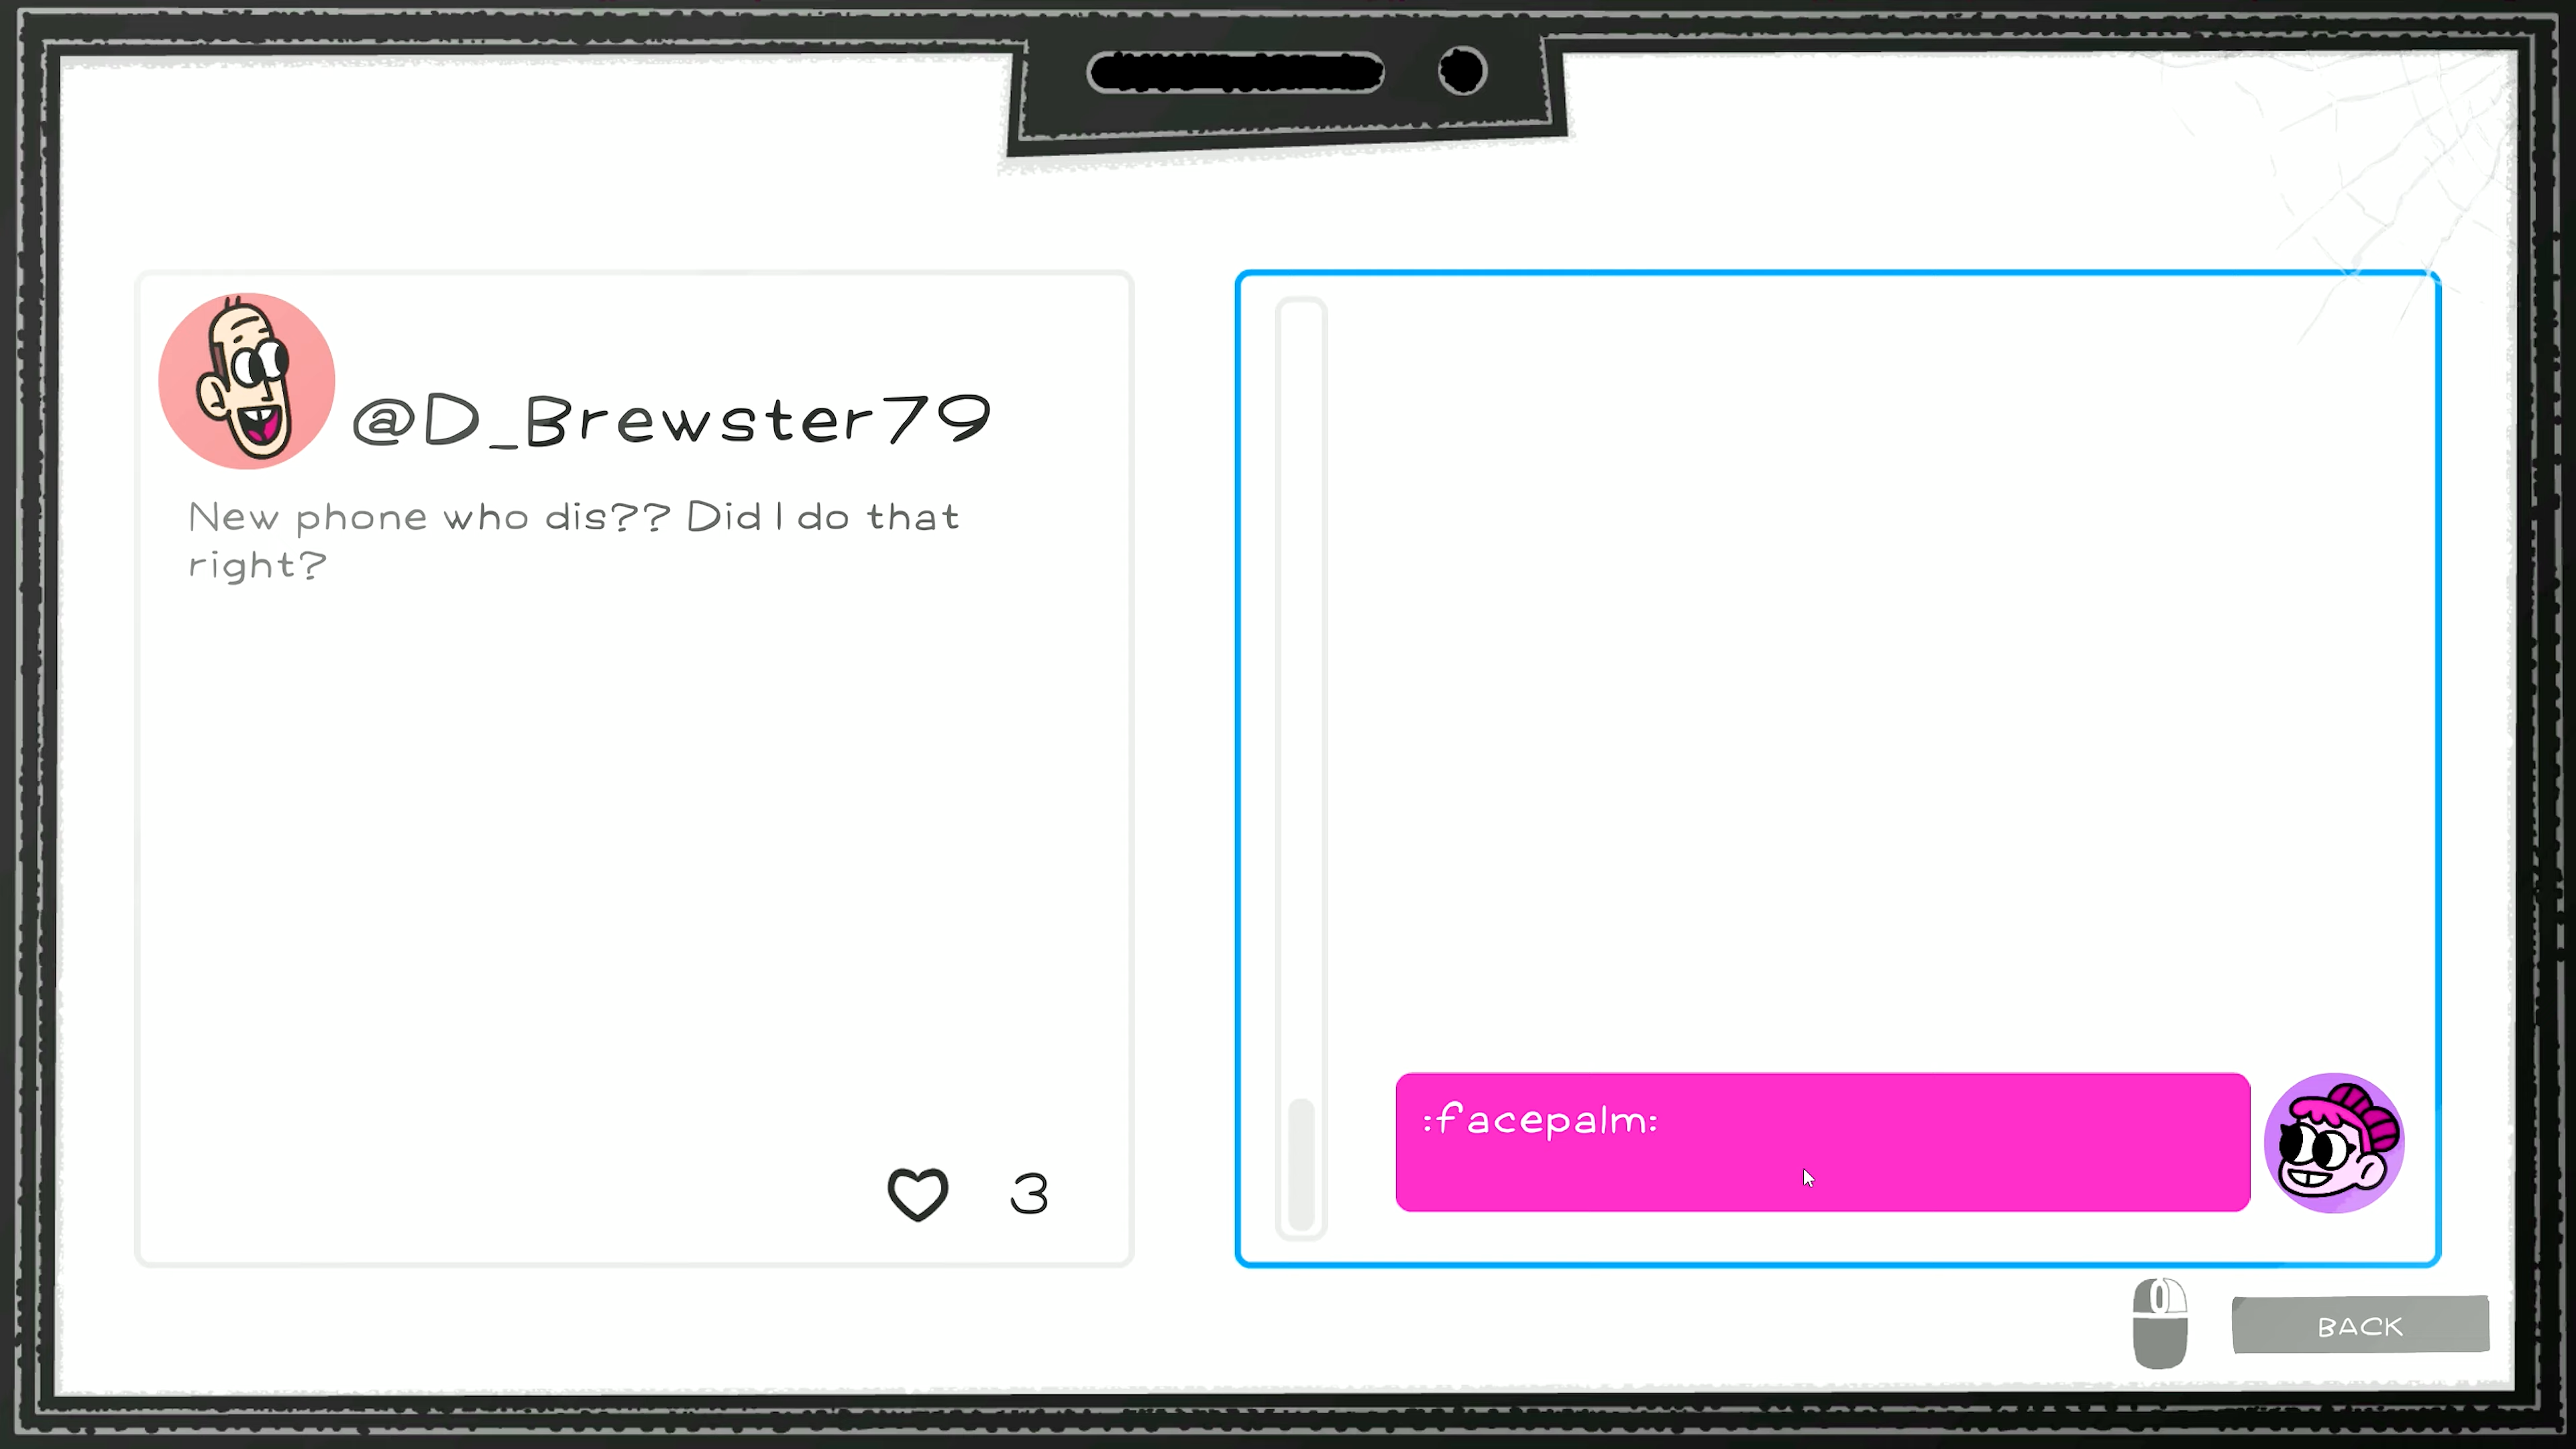 @D_Brewster79
New phone who dis?? Did I do that
right?
3
:facepalm:
BACK